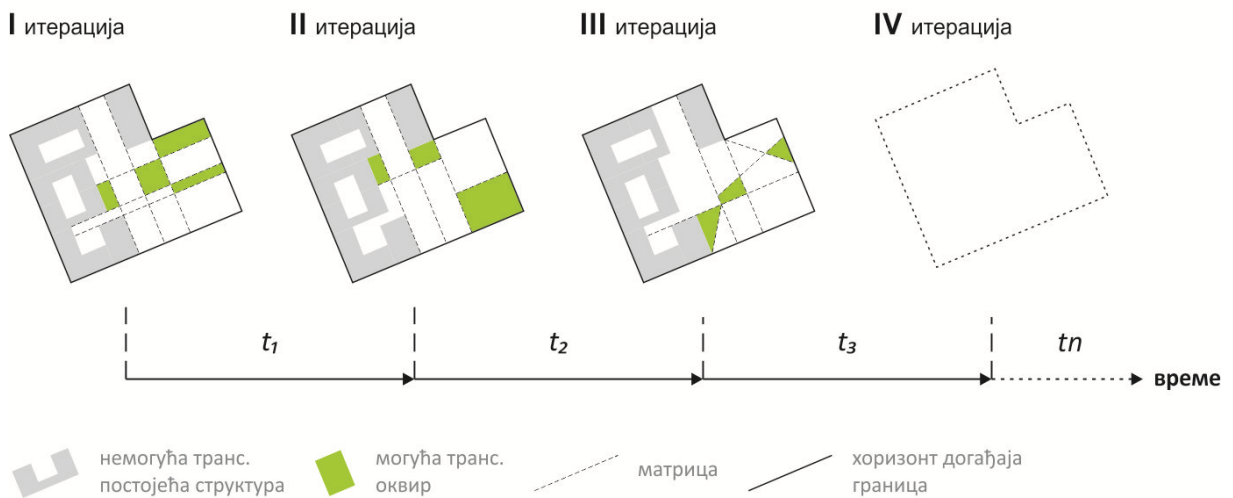 I итерација
II итерација
III итерација
IV итерација
t₁
t₂
t₃
tn
време
немогућа транс.
постојећа структура
могућа транс.
оквир
матрица
хоризонт догађаја
граница